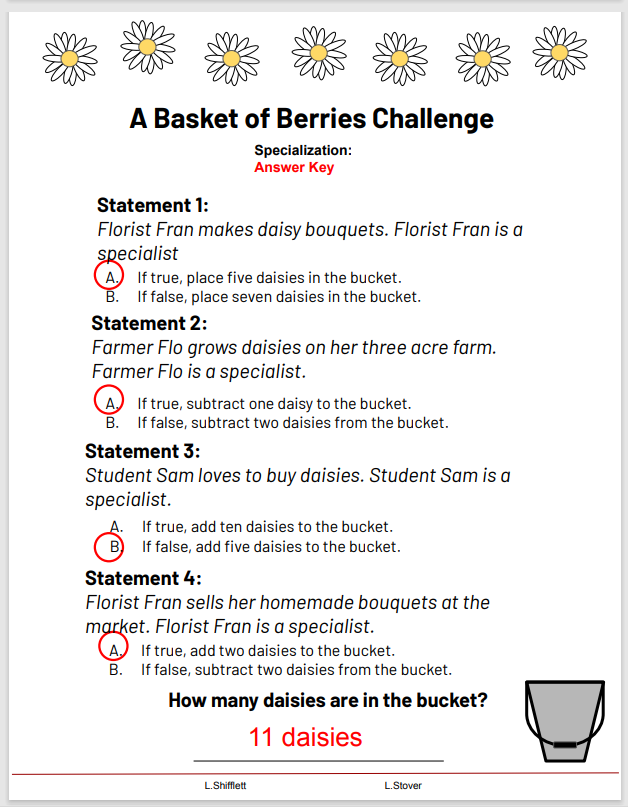 A Basket of Berries Challenge
Specialization:
Answer Key
Statement 1:
Florist Fran makes daisy bouquets. Florist Fran is a
specialist
A. If true, place five daisies in the bucket.
B. If false, place seven daisies in the bucket.
Statement 2:
Farmer Flo grows daisies on her three acre farm.
Farmer Flo is a specialist.
A. If true, subtract one daisy to the bucket.
B. If false, subtract two daisies from the bucket.
Statement 3:
Student Sam loves to buy daisies. Student Sam is a
specialist.
A. If true, add ten daisies to the bucket.
B. If false, add five daisies to the bucket.
Statement 4:
Florist Fran sells her homemade bouquets at the
market. Florist Fran is a specialist.
A. If true, add two daisies to the bucket.
B. If false, subtract two daisies from the bucket.
How many daisies are in the bucket?
11 daisies
L.Shifflett L.Stover